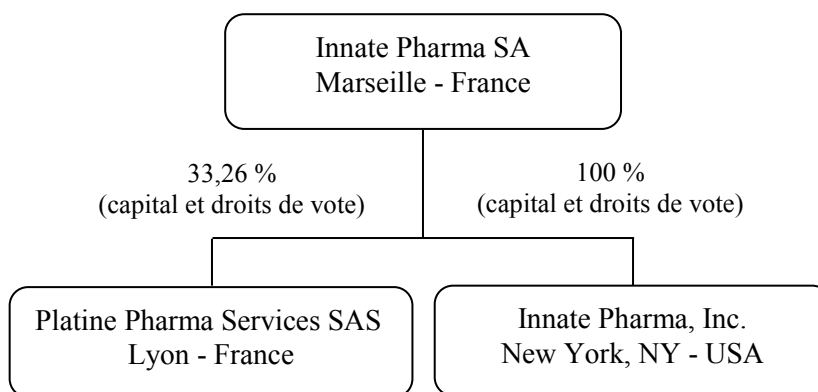 Innate Pharma SA
Marseille - France
33,26 %
(capital et droits de vote)
100 %
(capital et droits de vote)
Platine Pharma Services SAS
Lyon - France
Innate Pharma, Inc.
New York, NY - USA